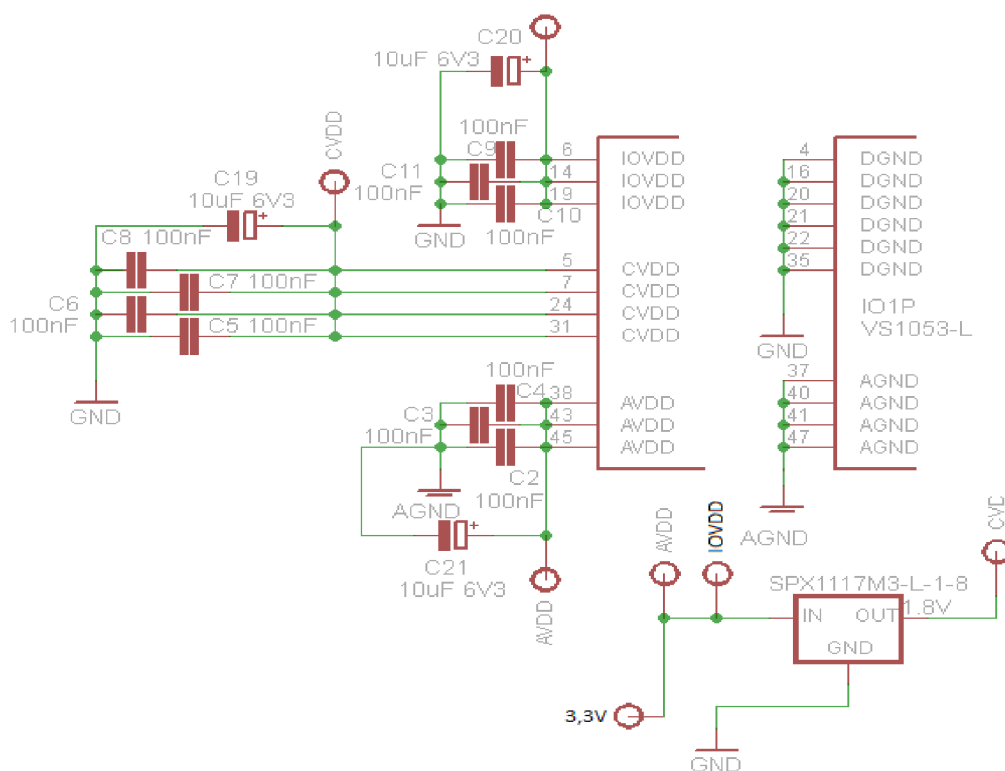 C20
10uF 6V3
100nF
C9
C11
100nF
C10
100nF
GND
6
14
19
IOVDD
IOVDD
IOVDD
CVDD
C19
10uF 6V3
C8 100nF
C7 100nF
C6
100nF
C5 100nF
GND
5
7
24
31
CVDD
CVDD
CVDD
CVDD
100nF
C4
C3
100nF
C2
100nF
AGND
38
43
45
AVDD
AVDD
AVDD
C21
10uF 6V3
AVDD
4
16
20
21
22
35
DGND
DGND
DGND
DGND
DGND
DGND
IO1P
VS1053-L
GND
37
40
41
47
AGND
AGND
AGND
AGND
AGND
AVDD
IOVDD
CVD
SPX1117M3-L-1-8
IN
OUT
1.8V
GND
3,3V
GND